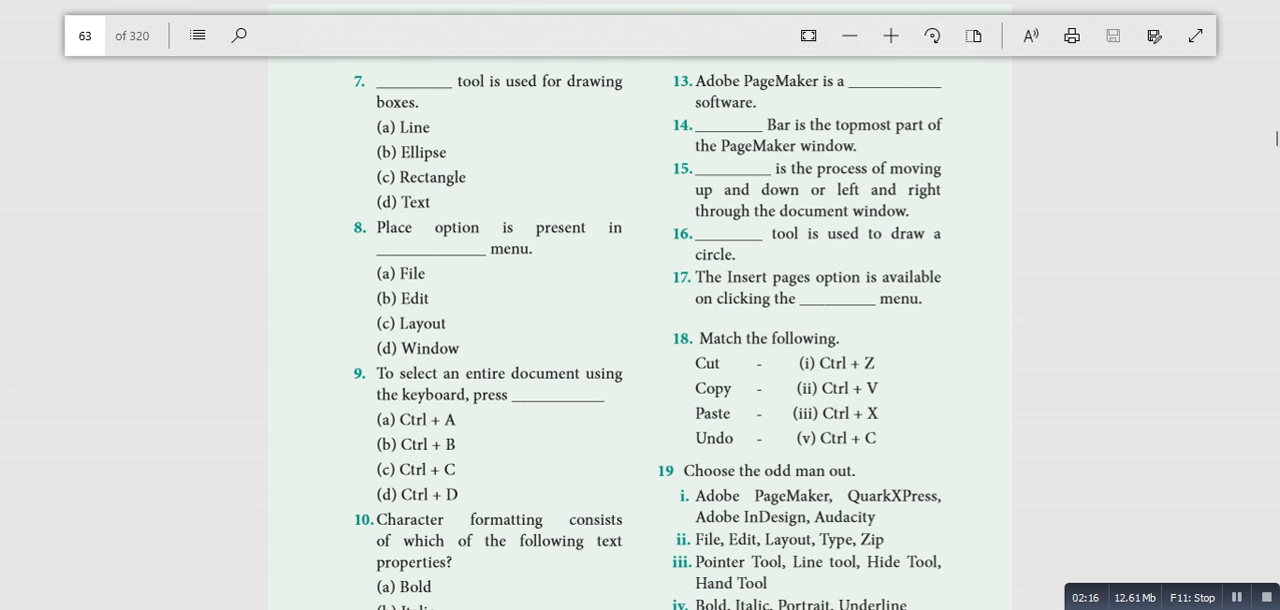 63 of 320
7. _________ tool is used for drawing
boxes.
(a) Line
(b) Ellipse
(c) Rectangle
(d) Text
8. Place option is present in
_____________ menu.
(a) File
(b) Edit
(c) Layout
(d) Window
9. To select an entire document using
the keyboard, press ___________
(a) Ctrl + A
(b) Ctrl + B
(c) Ctrl + C
(d) Ctrl + D
10. Character formatting consists
of which of the following text
properties?
(a) Bold
13. Adobe PageMaker is a ___________
software.
14. ________ Bar is the topmost part of
the PageMaker window.
15. _________ is the process of moving
up and down or left and right
through the document window.
16. ________ tool is used to draw a
circle.
17. The Insert pages option is available
on clicking the _________ menu.
18. Match the following.
Cut - (i) Ctrl + Z
Copy - (ii) Ctrl + V
Paste - (iii) Ctrl + X
Undo - (v) Ctrl + C
19 Choose the odd man out.
i. Adobe PageMaker, QuarkXPress,
Adobe InDesign, Audacity
ii. File, Edit, Layout, Type, Zip
iii. Pointer Tool, Line tool, Hide Tool,
Hand Tool
iv. Bold, Italic, Portrait, Underline
02:16 12.61 Mb F11: Stop